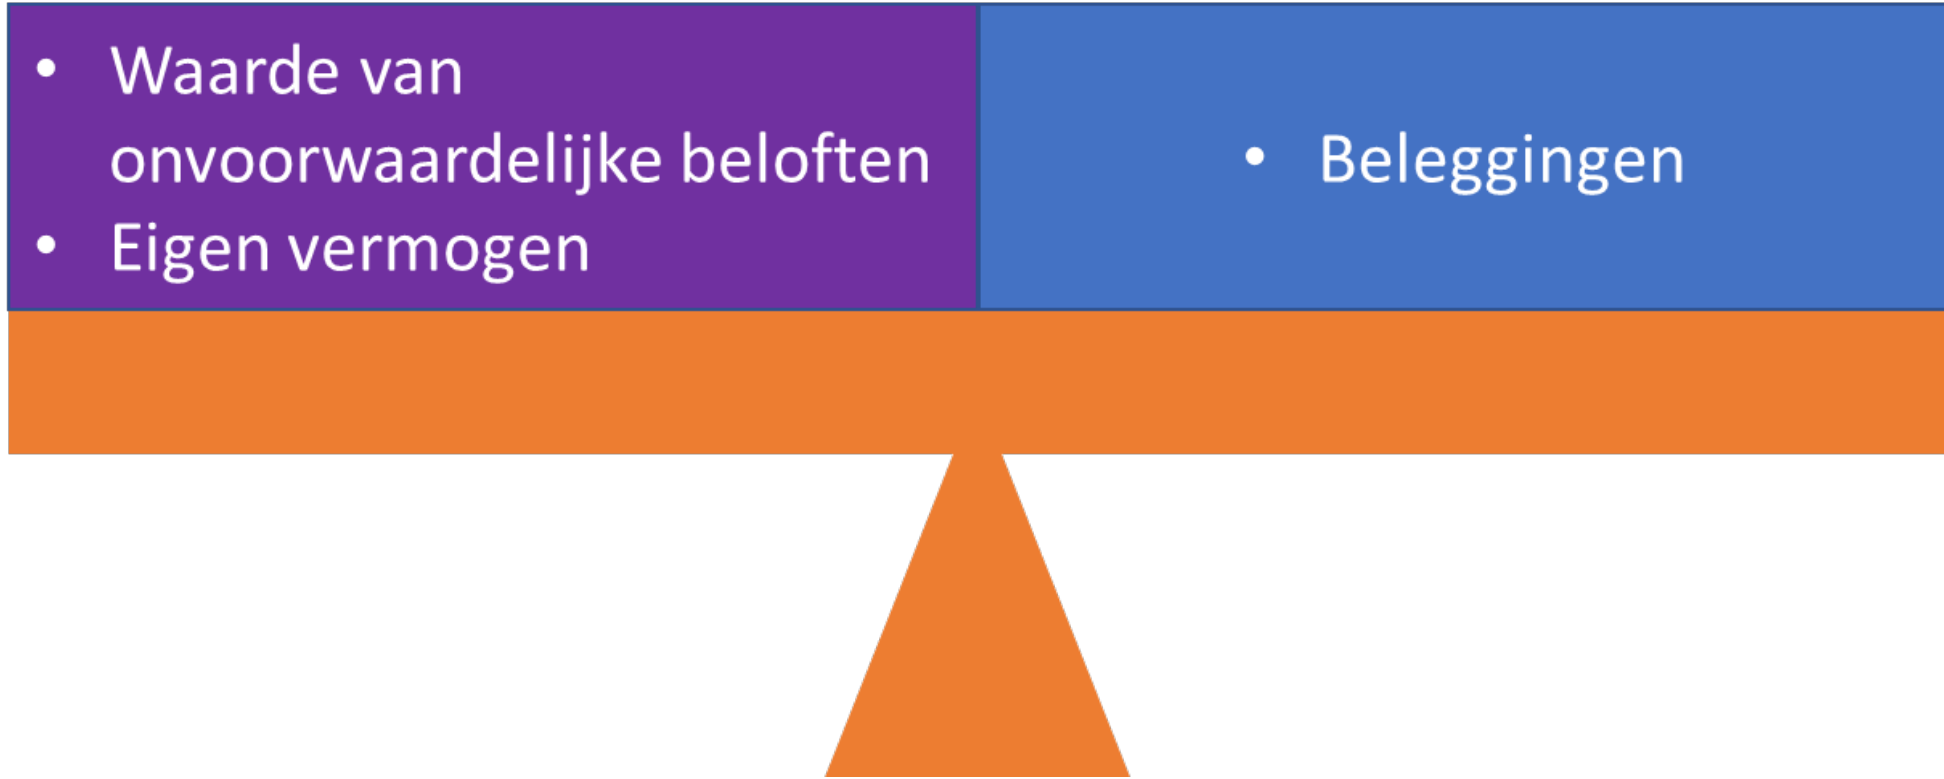 • Waarde van
onvoorwaardelijke beloften
• Eigen vermogen
• Beleggingen